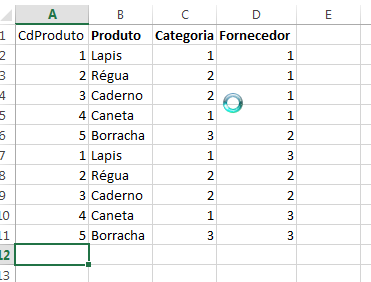 A B C D E
1 CdProduto Produto Categoria Fornecedor
2 1 Lapis 1 1
3 2 Régua 2 1
4 3 Caderno 2 1
5 4 Caneta 1 1
6 5 Borracha 3 2
7 1 Lapis 1 3
8 2 Régua 2 2
9 3 Caderno 2 2
10 4 Caneta 1 3
11 5 Borracha 3 3
12
13